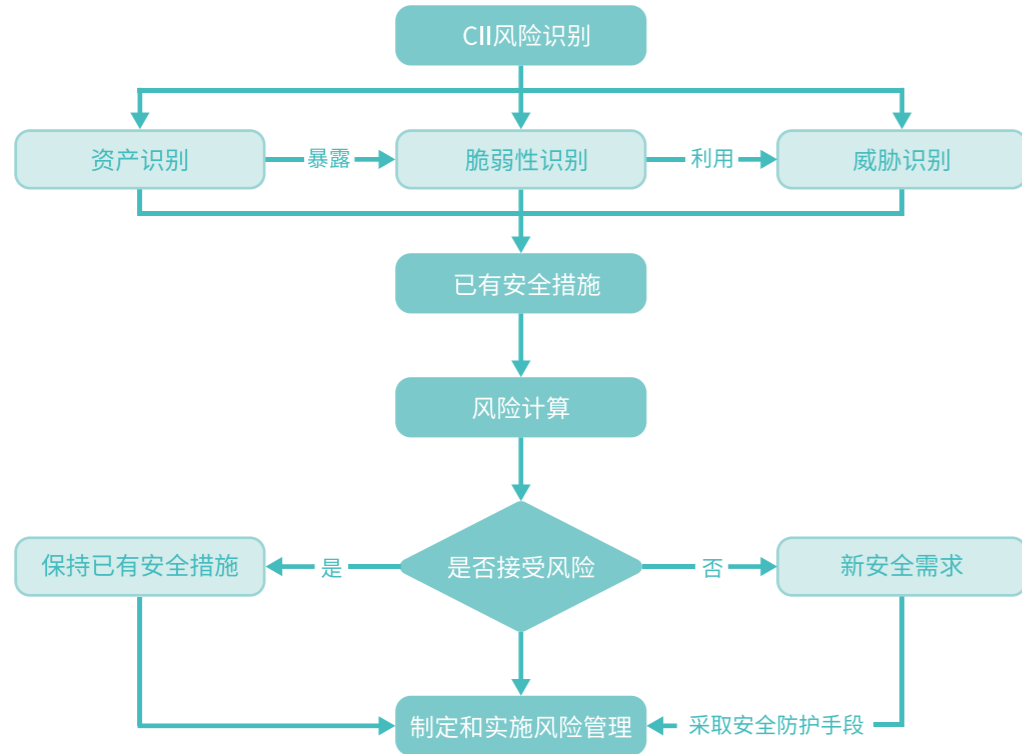 CII风险识别
资产识别
暴露
脆弱性识别
利用
威胁识别
已有安全措施
风险计算
保持已有安全措施
是
是否接受风险
否
新安全需求
制定和实施风险管理
采取安全防护手段